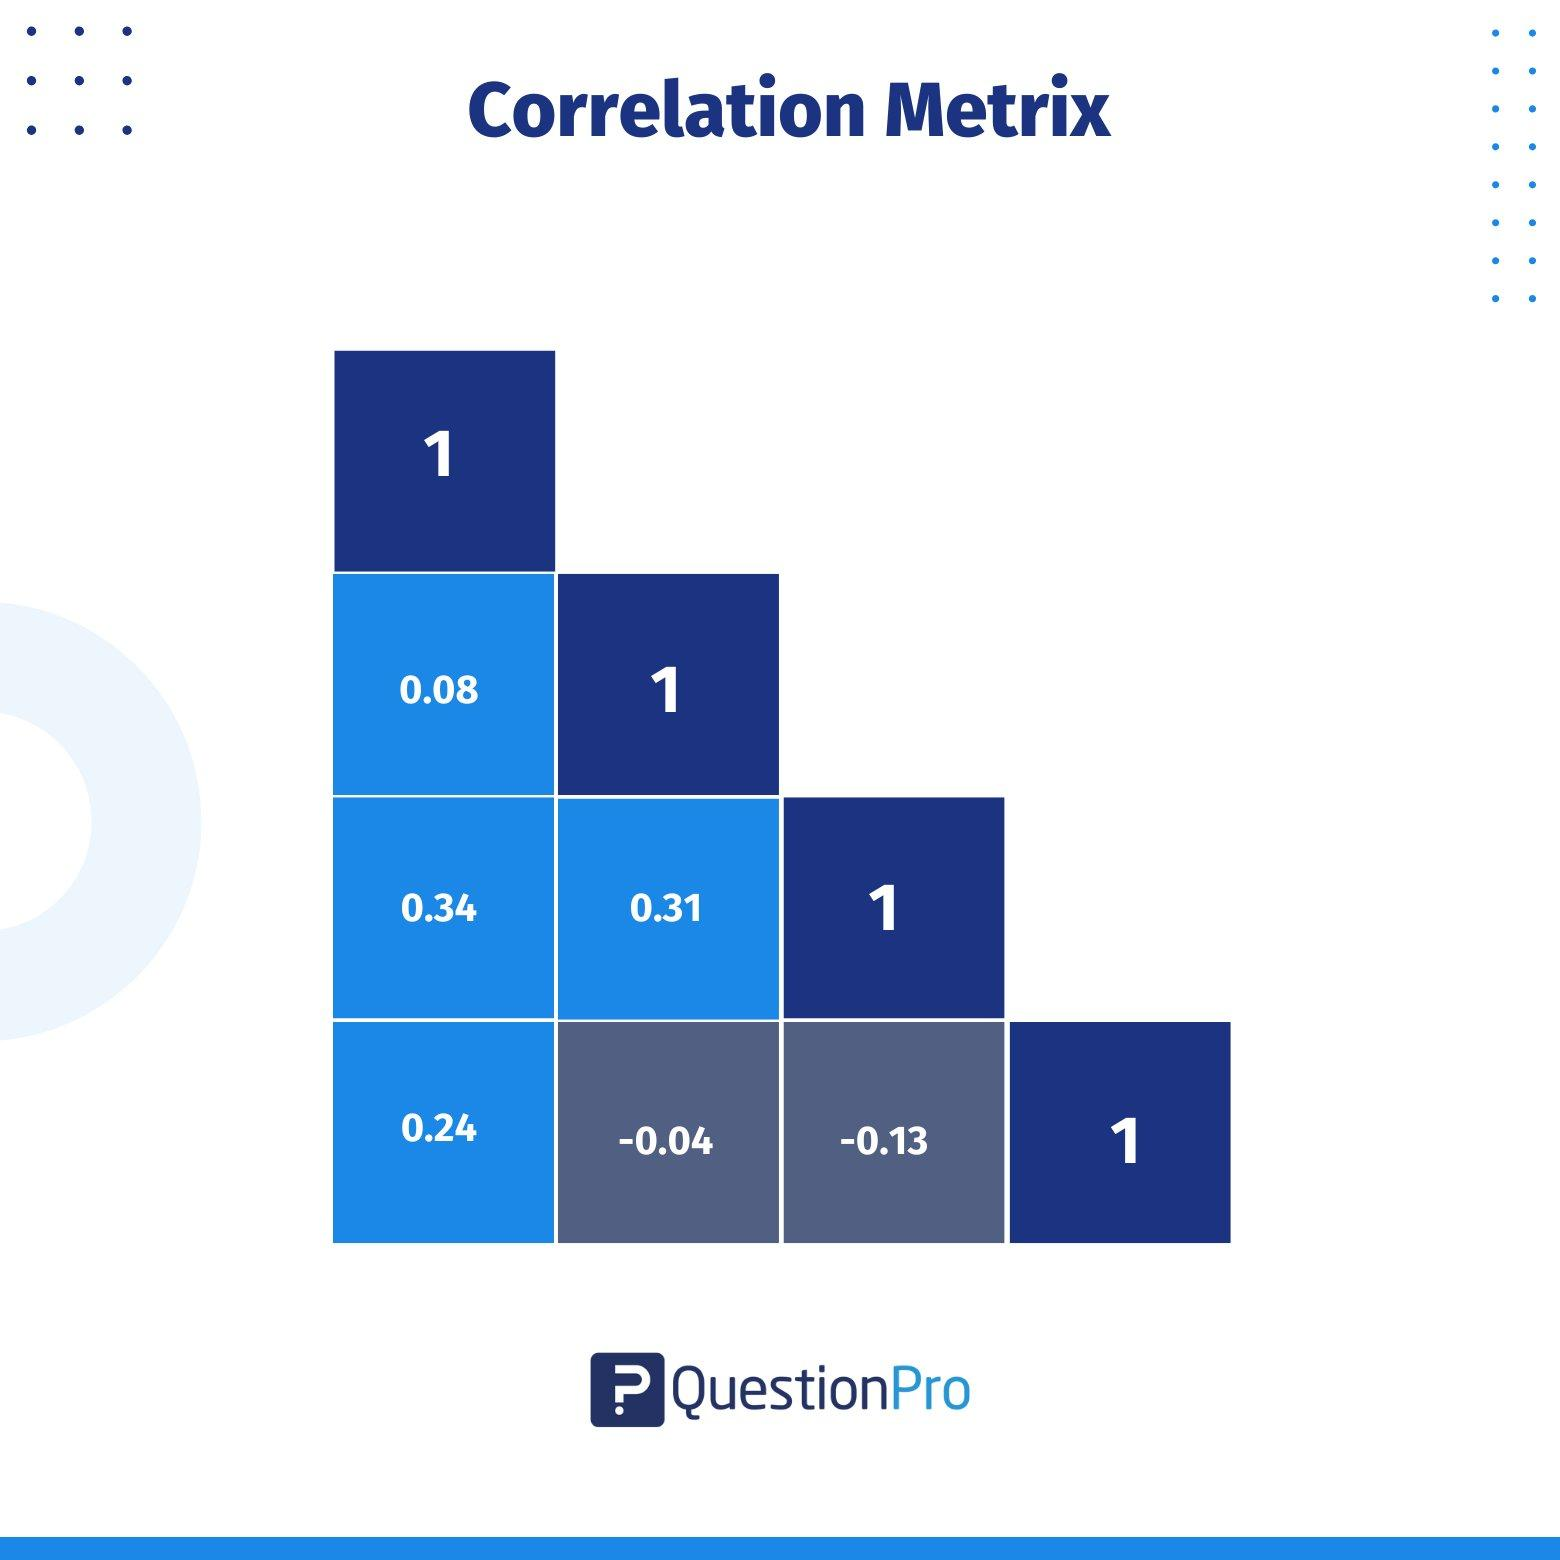 Correlation Metrix
1
0.08 1
0.34 0.31 1
0.24 -0.04 -0.13 1
QuestionPro